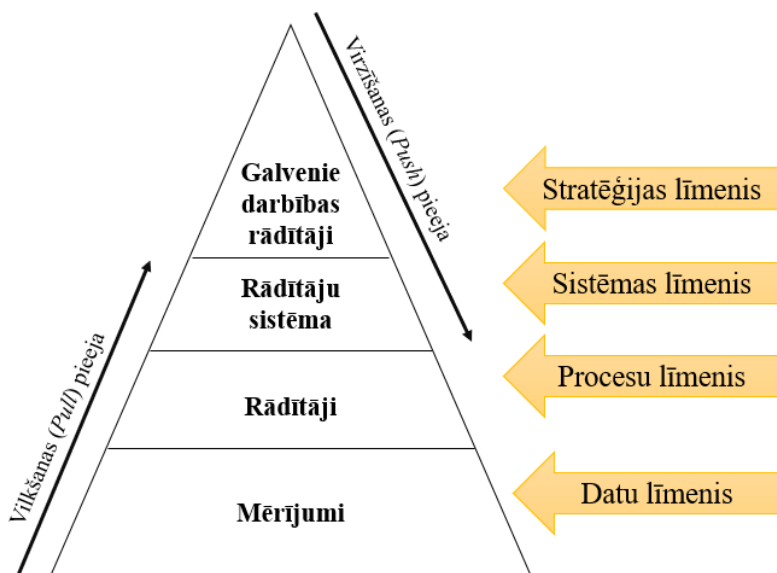 Virzīšanas (Push) pieeja
Galvenie
darbības
rādītāji
Stratēģijas līmenis
Rādītāju
sistēma
Sistēmas līmenis
Vilkšanas (Pull) pieeja
Rādītāji
Procesu līmenis
Mērījumi
Datu līmenis